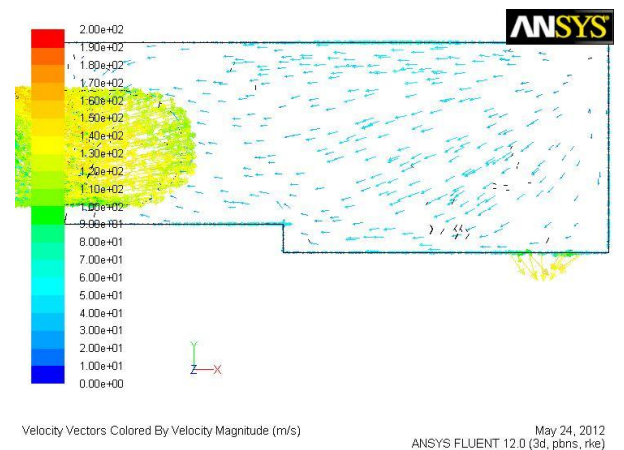 ANSYS
2.00e+02
1.90e+02
1.80e+02
1.70e+02
1.60e+02
1.50e+02
1.40e+02
1.30e+02
1.20e+02
1.10e+02
1.00e+02
9.00e+01
8.00e+01
7.00e+01
6.00e+01
5.00e+01
4.00e+01
3.00e+01
2.00e+01
1.00e+01
0.00e+00
Y
Z X
Velocity Vectors Colored By Velocity Magnitude (m/s)
May 24, 2012
ANSYS FLUENT 12.0 (3d, pbns, rke)